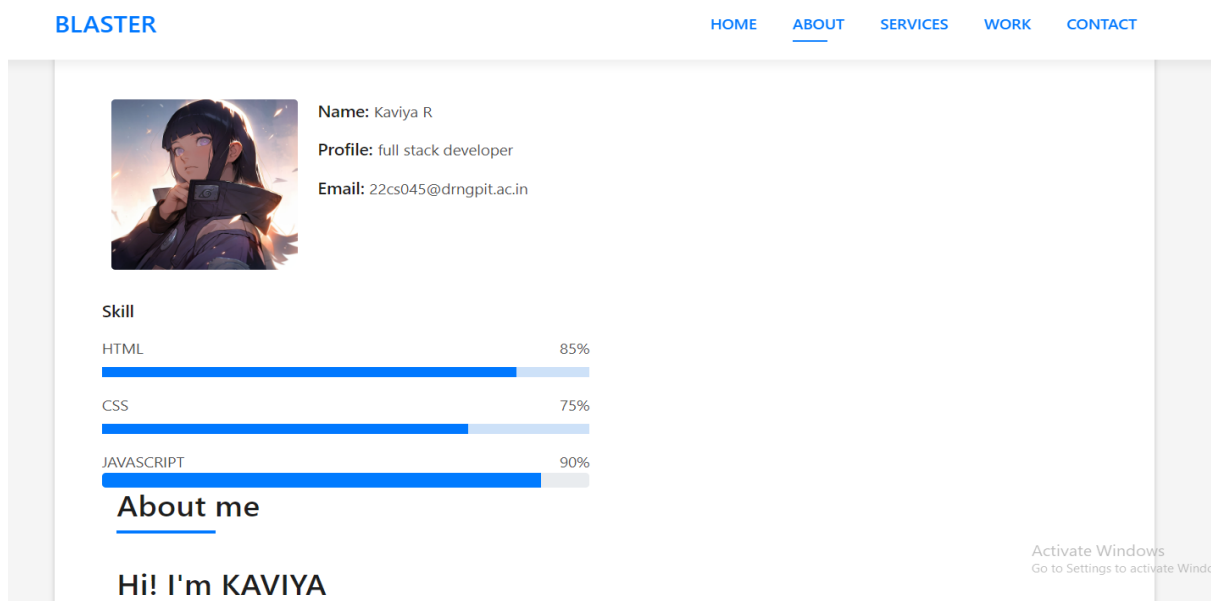 BLASTER HOME ABOUT SERVICES WORK CONTACT
Name: Kaviya R
Profile: full stack developer
Email: 22cs045@drngpit.ac.in
Skill
HTML 85%
CSS 75%
JAVASCRIPT 90%
About me
Hi! I'm KAVIYA
Activate Windows
Go to Settings to activate